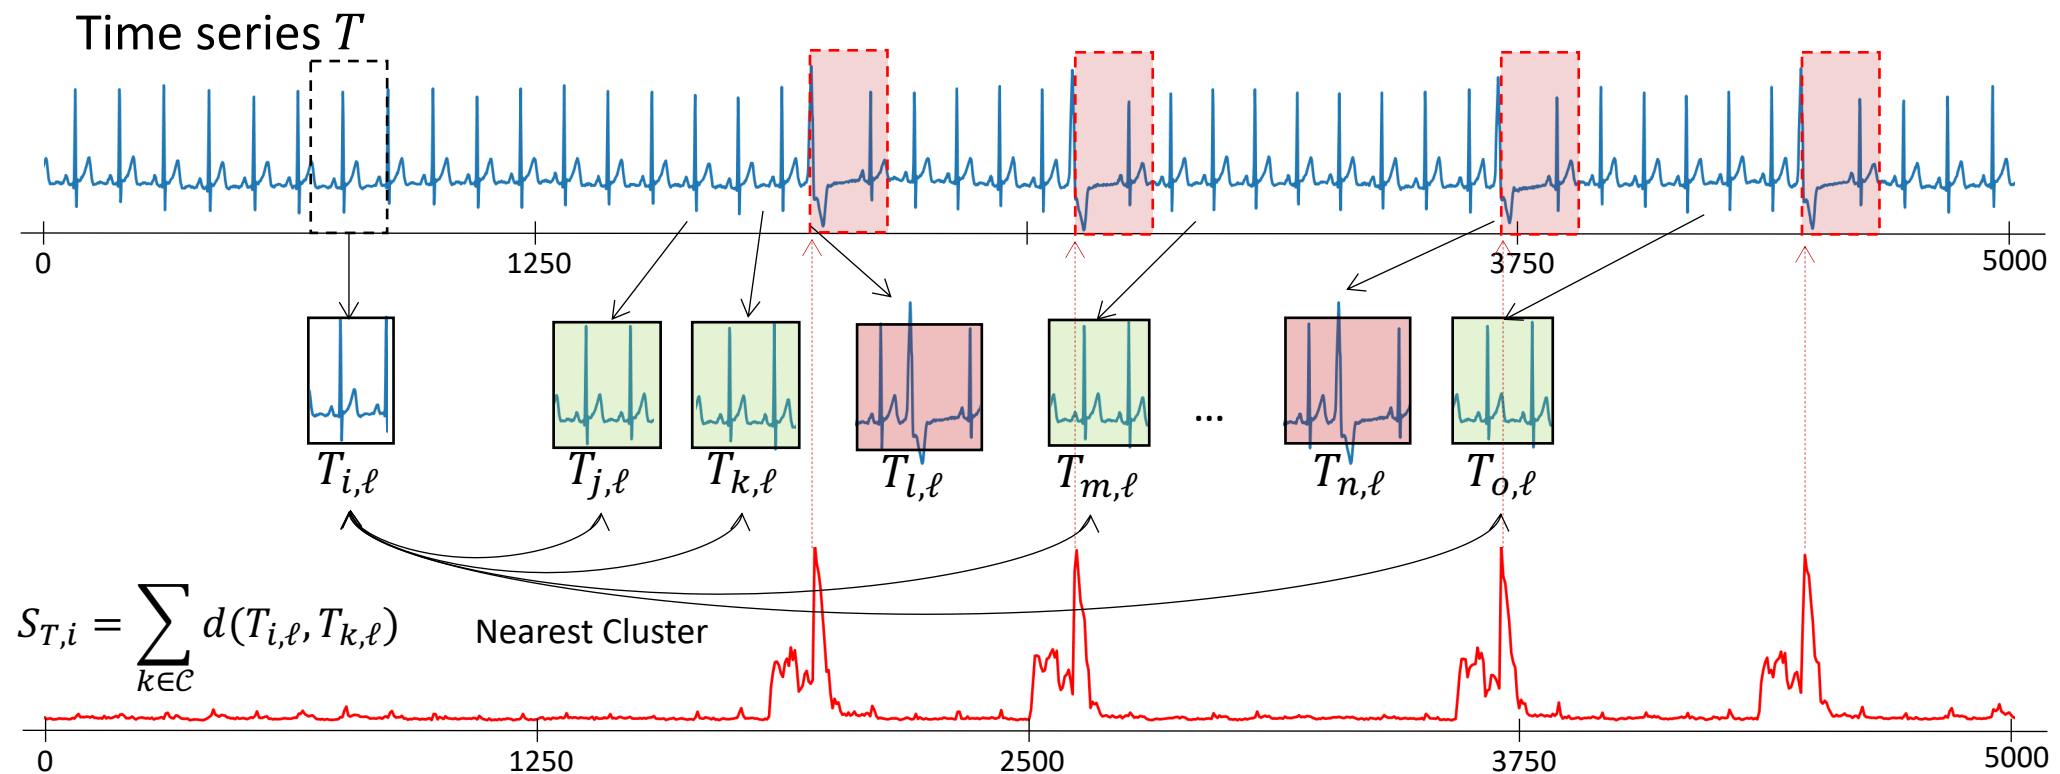 Time series T
0 1250 3750 5000
T_{i,ℓ} T_{j,ℓ} T_{k,ℓ} T_{l,ℓ} T_{m,ℓ} ... T_{n,ℓ} T_{o,ℓ}
S_{T,i} = ∑_{k∈𝒞} d(T_{i,ℓ}, T_{k,ℓ})
Nearest Cluster
0 1250 2500 3750 5000